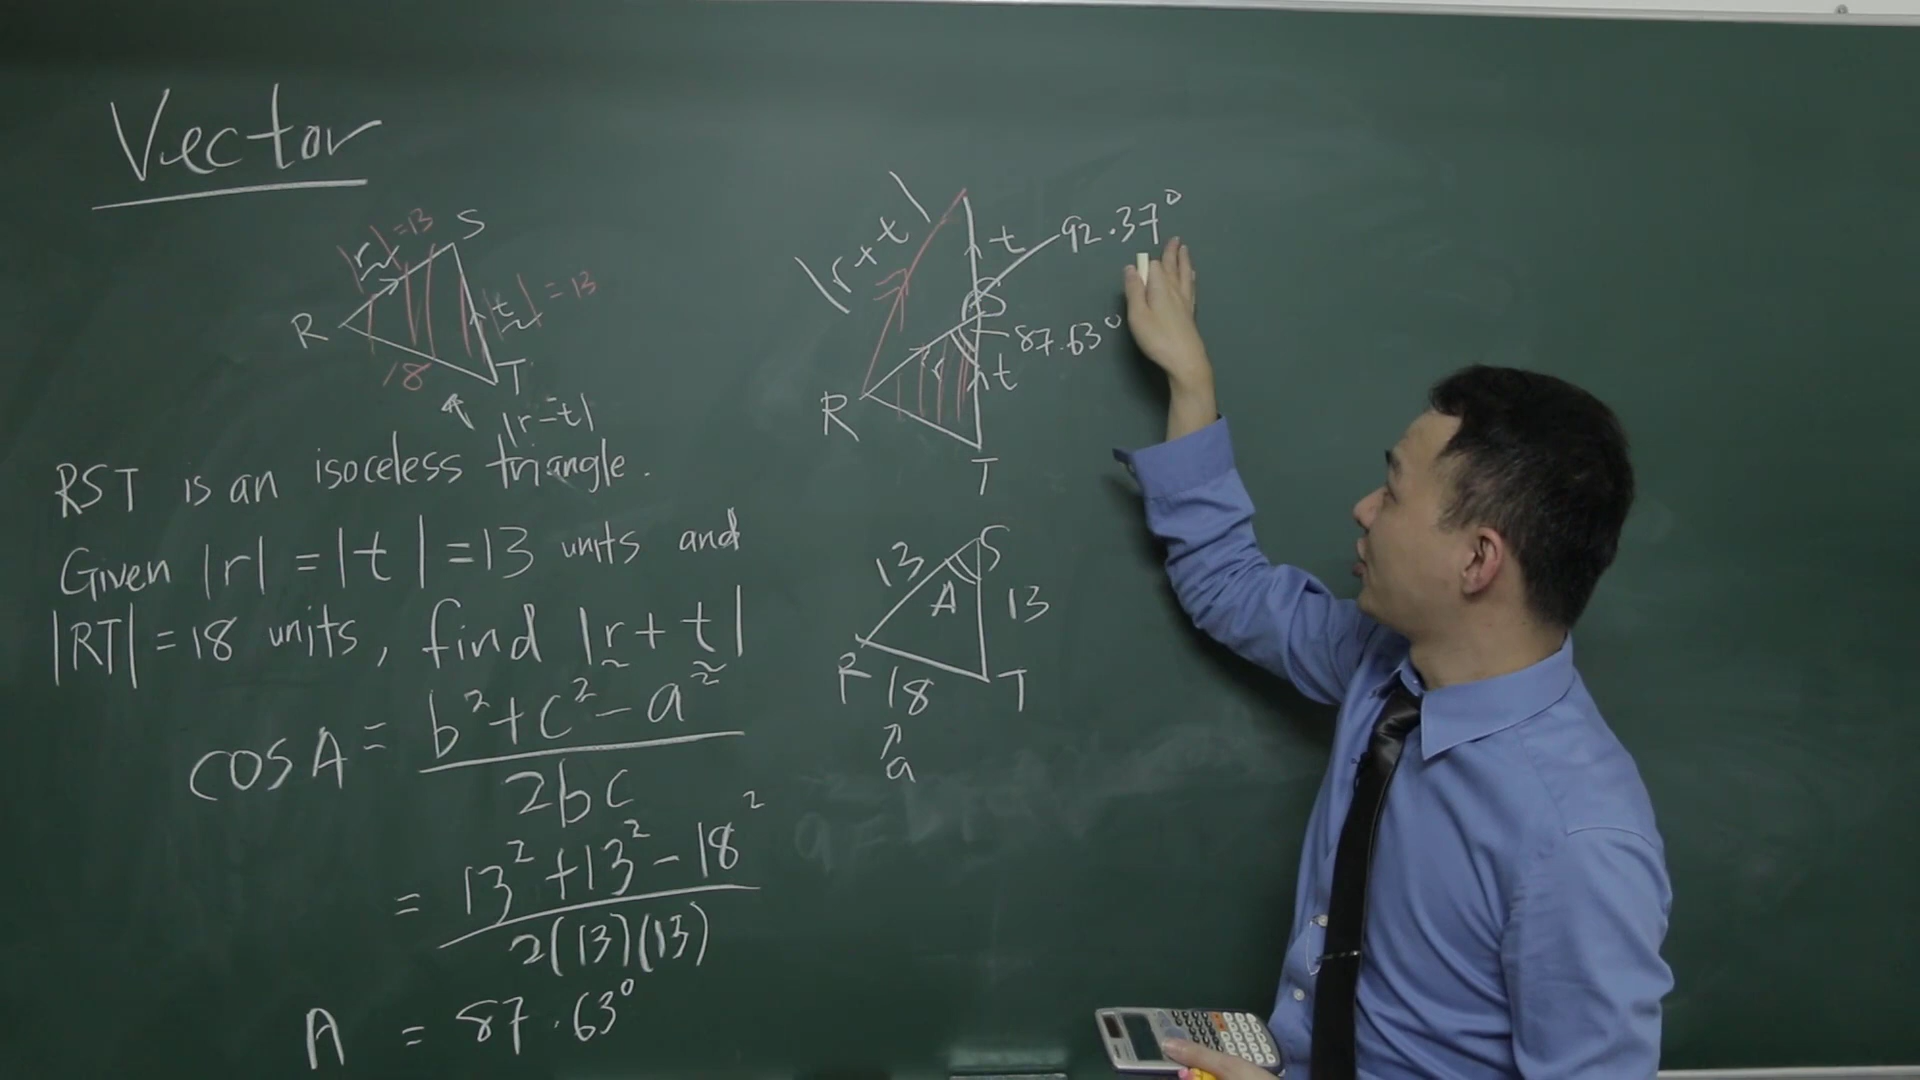 Vector
|r| = 13
S
|t| = 13
R
18
T
|r-t|
RST is an isoceless triangle.
Given |r| = |t| = 13 units and
|RT| = 18 units, find |r + t|
cos A = b² + c² - a² / 2bc
= 13² + 13² - 18² / 2(13)(13)
A = 87.63°
|r + t|
t
92.37°
S
87.63°
r
t
R
T
13
S
A
13
R
18
T
a